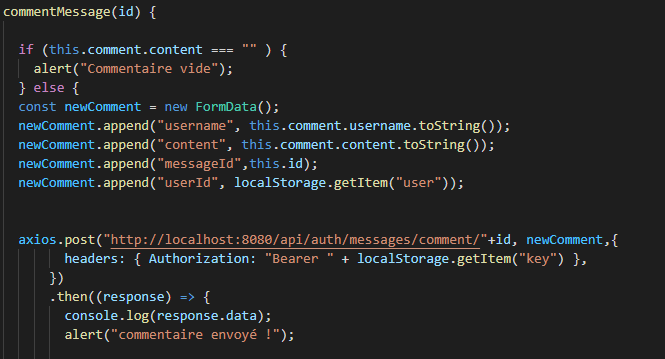 commentMessage(id) {
if (this.comment.content === "" ) {
alert("Commentaire vide");
} else {
const newComment = new FormData();
newComment.append("username", this.comment.username.toString());
newComment.append("content", this.comment.content.toString());
newComment.append("messageId",this.id);
newComment.append("userId", localStorage.getItem("user"));
axios.post("http://localhost:8080/api/auth/messages/comment/"+id, newComment,{
headers: { Authorization: "Bearer " + localStorage.getItem("key") },
})
.then((response) => {
console.log(response.data);
alert("commentaire envoyé !");